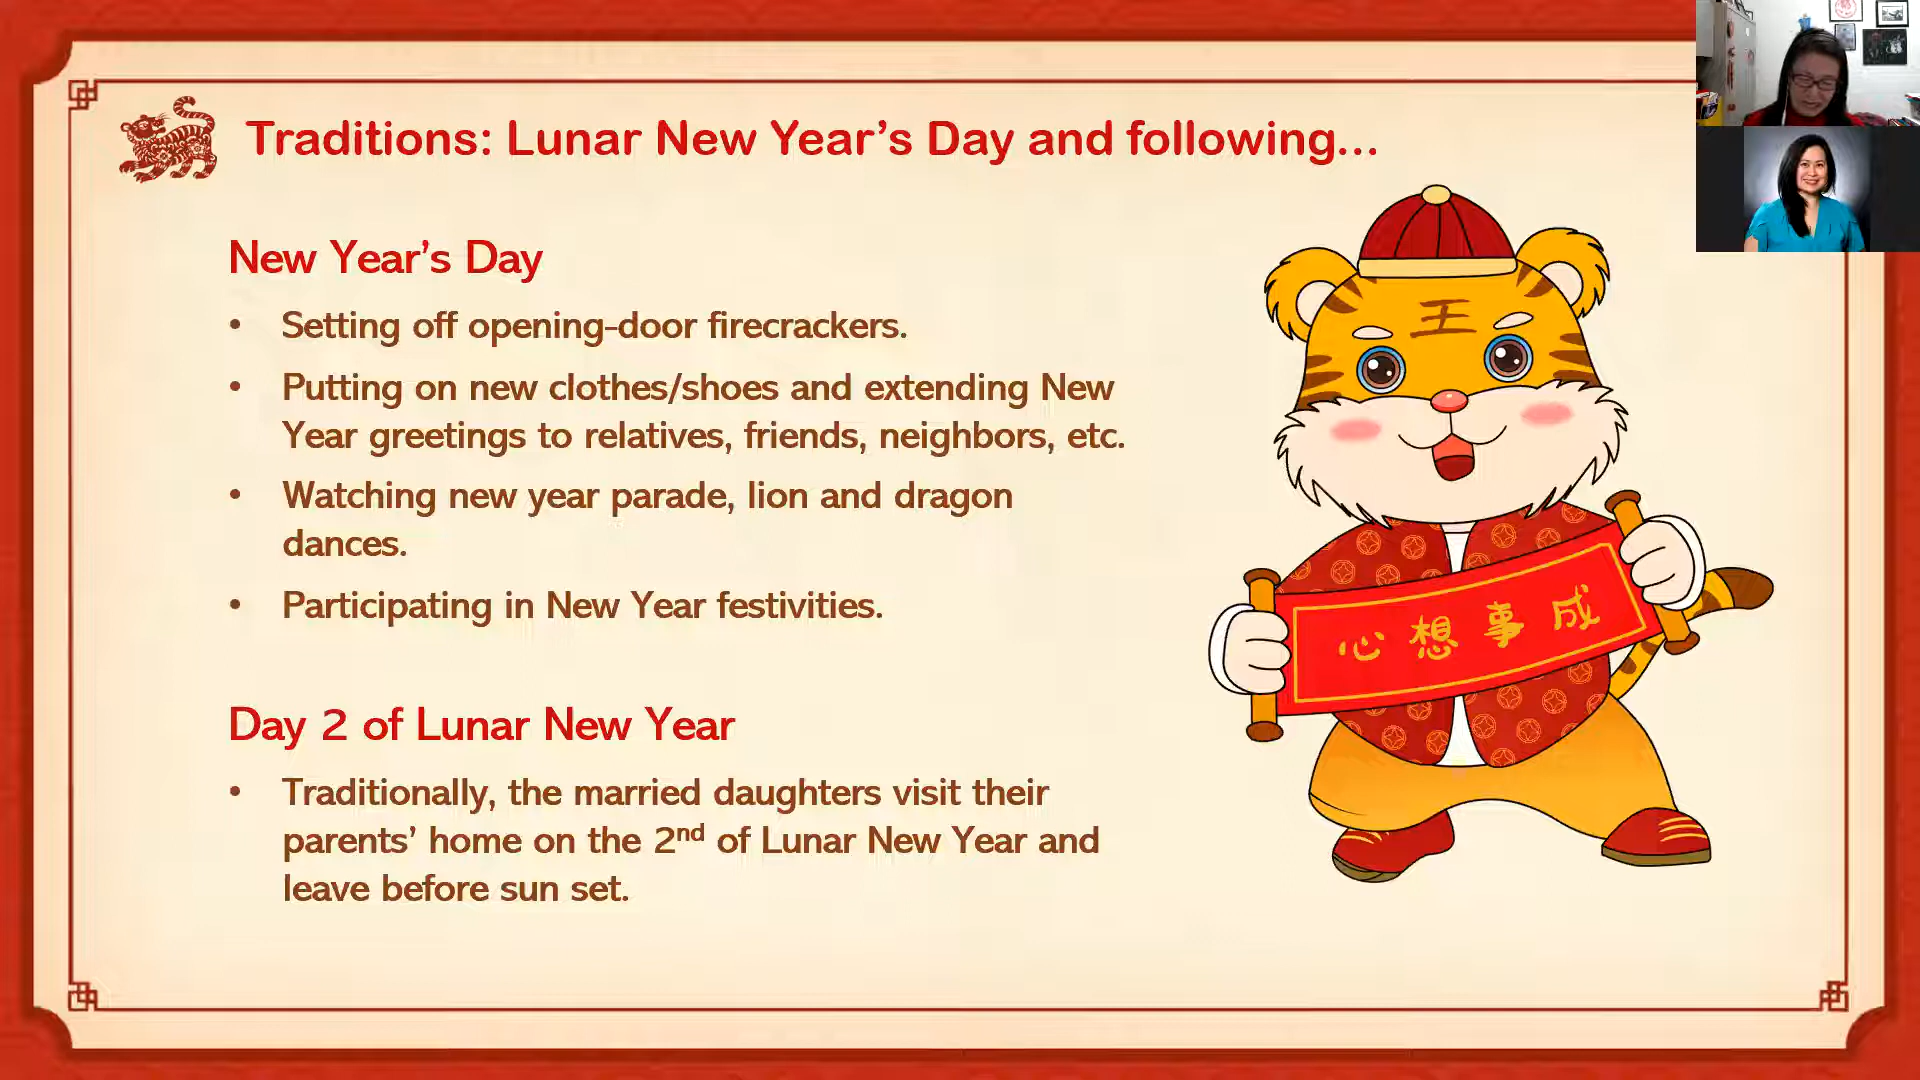 Traditions: Lunar New Year’s Day and following...
New Year’s Day
• Setting off opening-door firecrackers.
• Putting on new clothes/shoes and extending New
Year greetings to relatives, friends, neighbors, etc.
• Watching new year parade, lion and dragon
dances.
• Participating in New Year festivities.
王
心想事成
Day 2 of Lunar New Year
• Traditionally, the married daughters visit their
parents’ home on the 2nd of Lunar New Year and
leave before sun set.